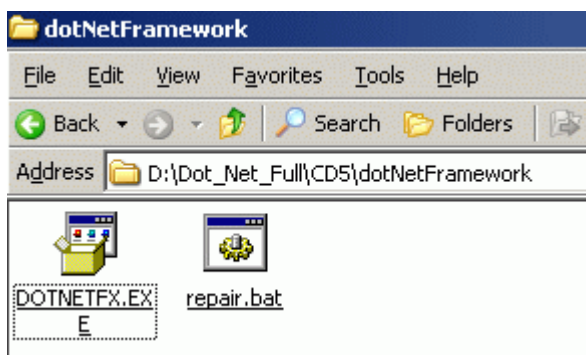 dotNetFramework
File Edit View Favorites Tools Help
Back Search Folders
Address D:\Dot_Net_Full\CD5\dotNetFramework
DOTNETFX.EX
E
repair.bat